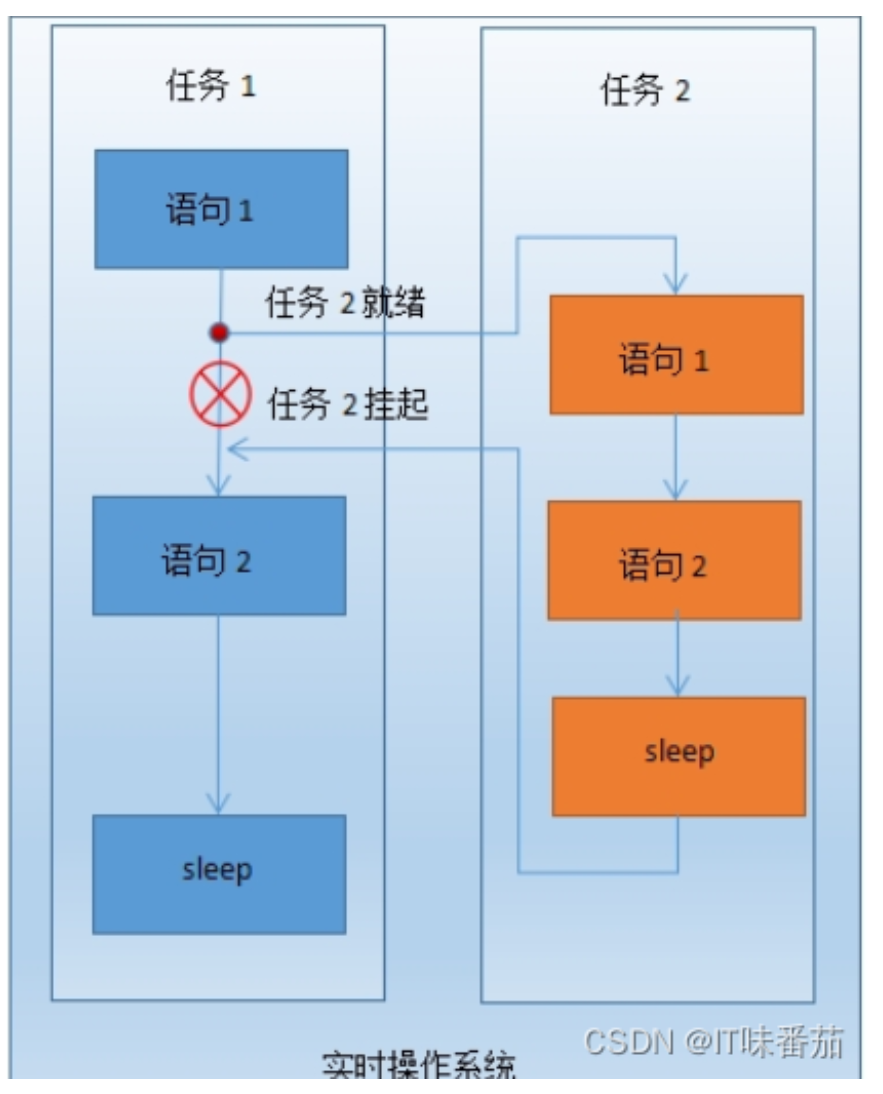 任务 1
任务 2
语句 1
任务 2 就绪
语句 1
任务 2 挂起
语句 2
语句 2
sleep
sleep
CSDN @IT味番茄
实时操作系统